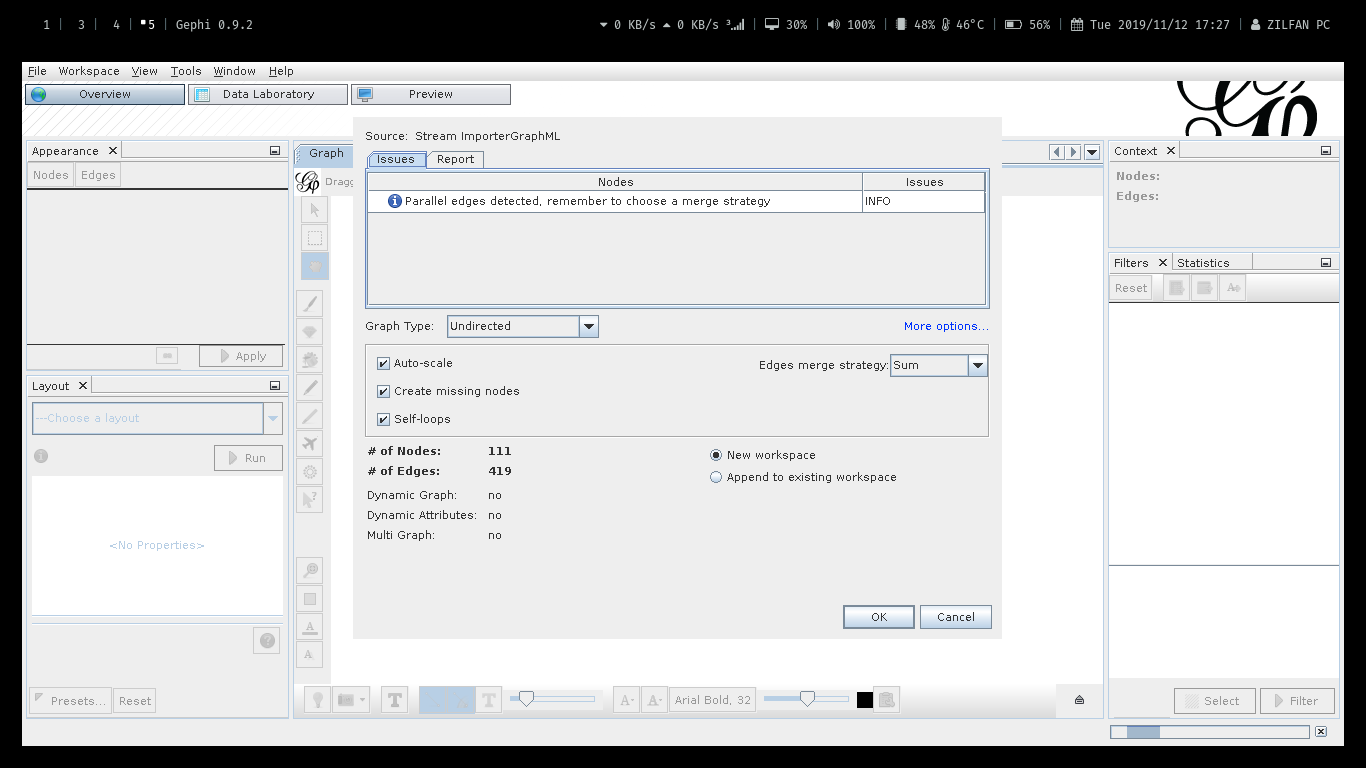 1 | 3 | 4 | 5 | Gephi 0.9.2
0 KB/s 0 KB/s | 30% | 100% | 48% 46°C | 56% | Tue 2019/11/12 17:27 | ZILFAN PC
File Workspace View Tools Window Help
Overview Data Laboratory Preview
Source: Stream ImporterGraphML
Issues Report
Nodes Issues
Parallel edges detected, remember to choose a merge strategy INFO
Graph Type: Undirected More options...
Auto-scale Edges merge strategy: Sum
Create missing nodes
Self-loops
# of Nodes: 111
# of Edges: 419
Dynamic Graph: no
Dynamic Attributes: no
Multi Graph: no
New workspace
Append to existing workspace
OK Cancel
Appearance
Nodes Edges
Apply
Layout
---Choose a layout
Run
<No Properties>
Presets... Reset
Graph
Dragg
T T A A Arial Bold, 32
Context
Nodes:
Edges:
Filters Statistics
Reset
Select Filter